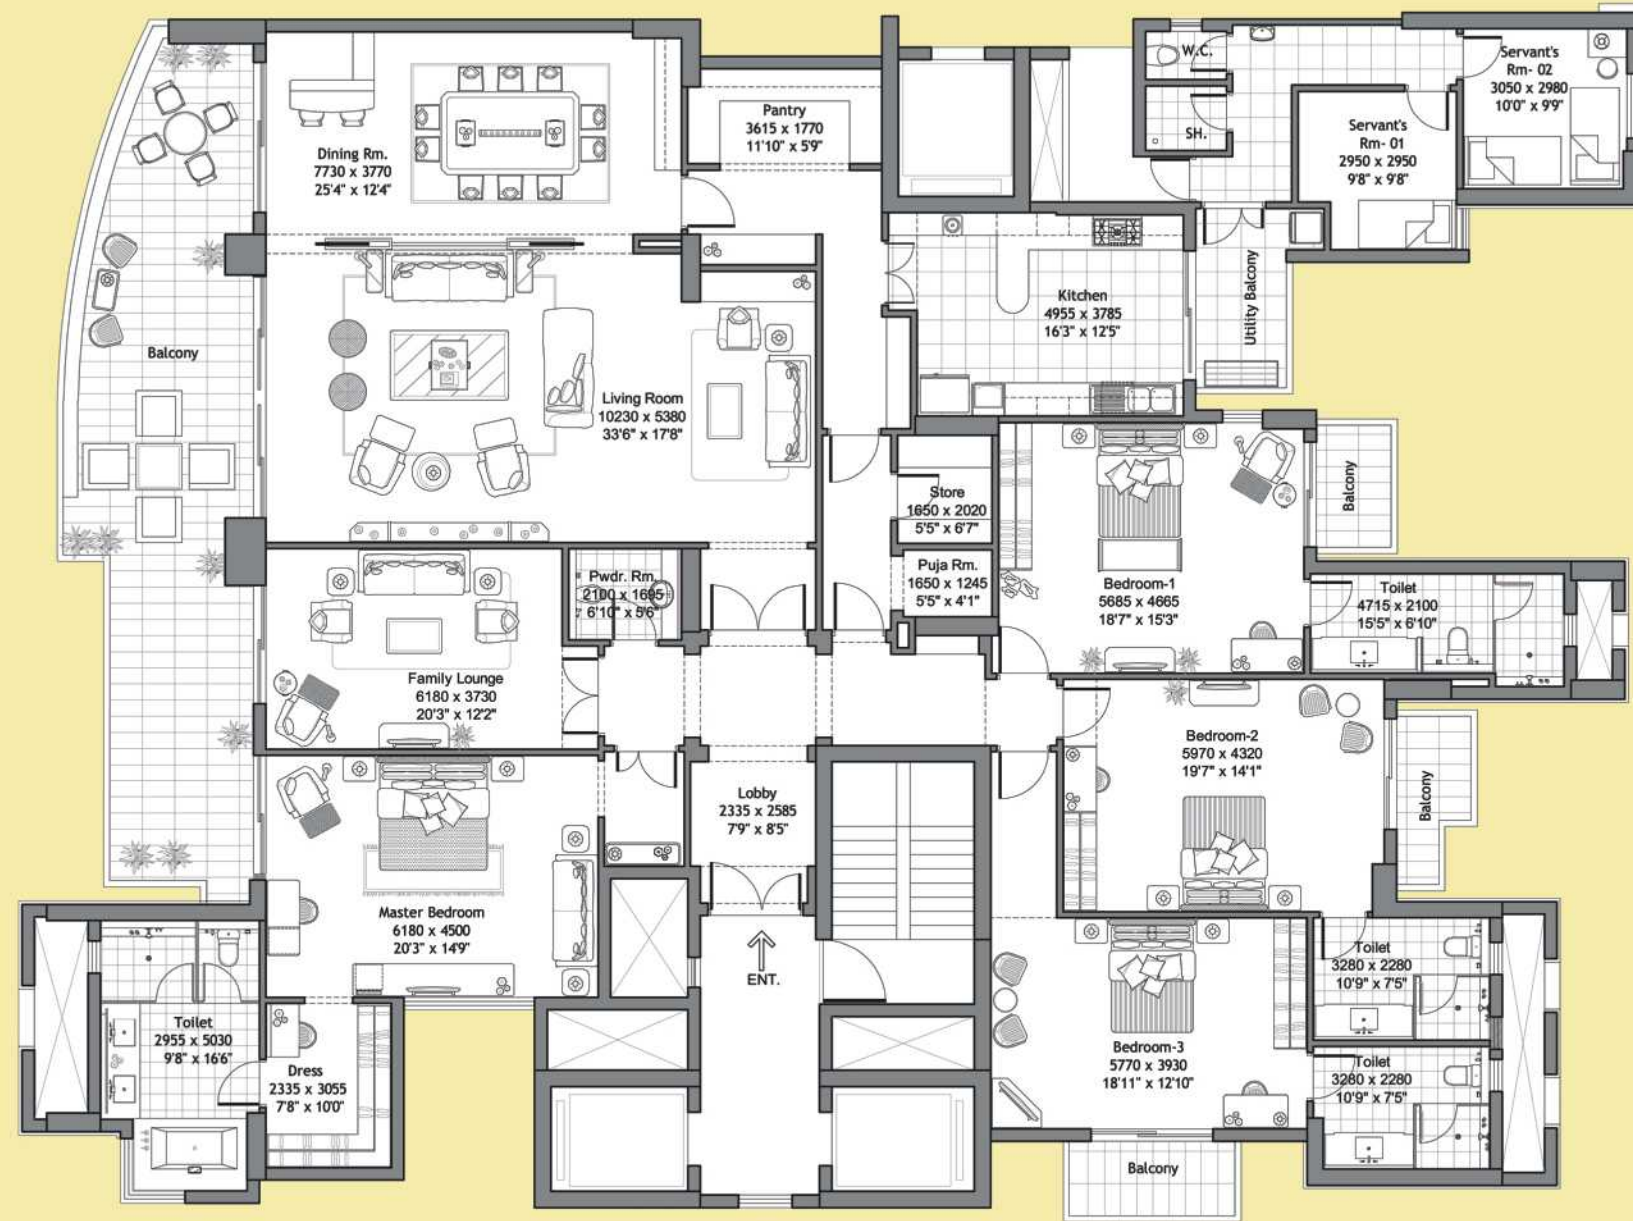 W.C.
SH.
Servant's
Rm- 02
3050 x 2980
10'0" x 9'9"
Servant's
Rm- 01
2950 x 2950
9'8" x 9'8"
Pantry
3615 x 1770
11'10" x 5'9"
Dining Rm.
7730 x 3770
25'4" x 12'4"
Balcony
Living Room
10230 x 5380
33'6" x 17'8"
Kitchen
4955 x 3785
16'3" x 12'5"
Utility Balcony
Store
1650 x 2020
5'5" x 6'7"
Puja Rm.
1650 x 1245
5'5" x 4'1"
Pwdr. Rm.
2100 x 1695
6'10" x 5'6"
Bedroom-1
5685 x 4665
18'7" x 15'3"
Balcony
Toilet
4715 x 2100
15'5" x 6'10"
Family Lounge
6180 x 3730
20'3" x 12'2"
Bedroom-2
5970 x 4320
19'7" x 14'1"
Balcony
Lobby
2335 x 2585
7'9" x 8'5"
Master Bedroom
6180 x 4500
20'3" x 14'9"
ENT.
Toilet
2955 x 5030
9'8" x 16'6"
Dress
2335 x 3055
7'8" x 10'0"
Bedroom-3
5770 x 3930
18'11" x 12'10"
Toilet
3280 x 2280
10'9" x 7'5"
Toilet
3280 x 2280
10'9" x 7'5"
Balcony